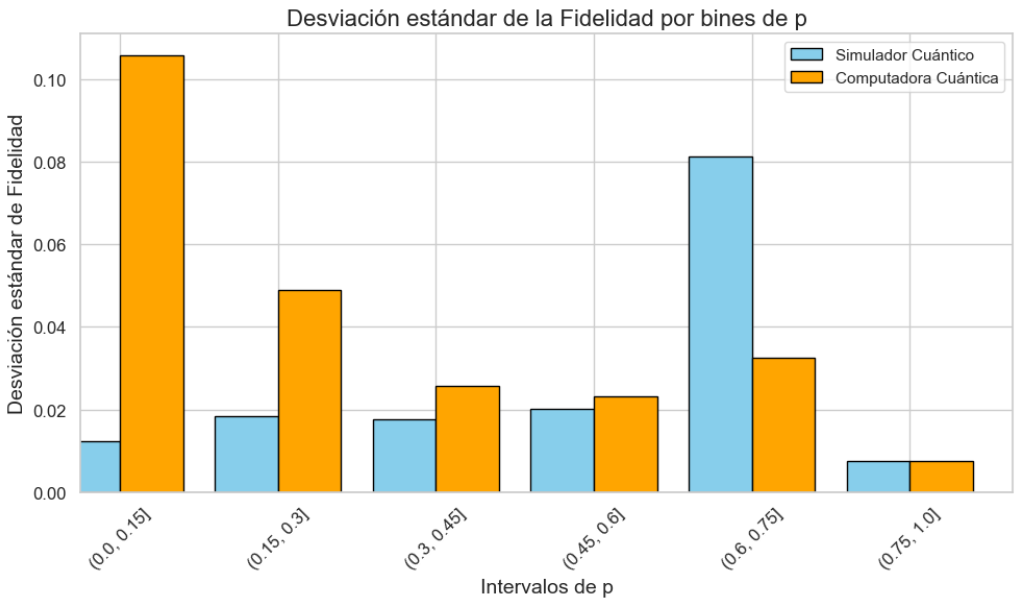 Desviación estándar de la Fidelidad por bines de p
Simulador Cuántico
Computadora Cuántica
Desviación estándar de Fidelidad
0.10
0.08
0.06
0.04
0.02
0.00
(0.0, 0.15]
(0.15, 0.3]
(0.3, 0.45]
(0.45, 0.6]
(0.6, 0.75]
(0.75, 1.0]
Intervalos de p